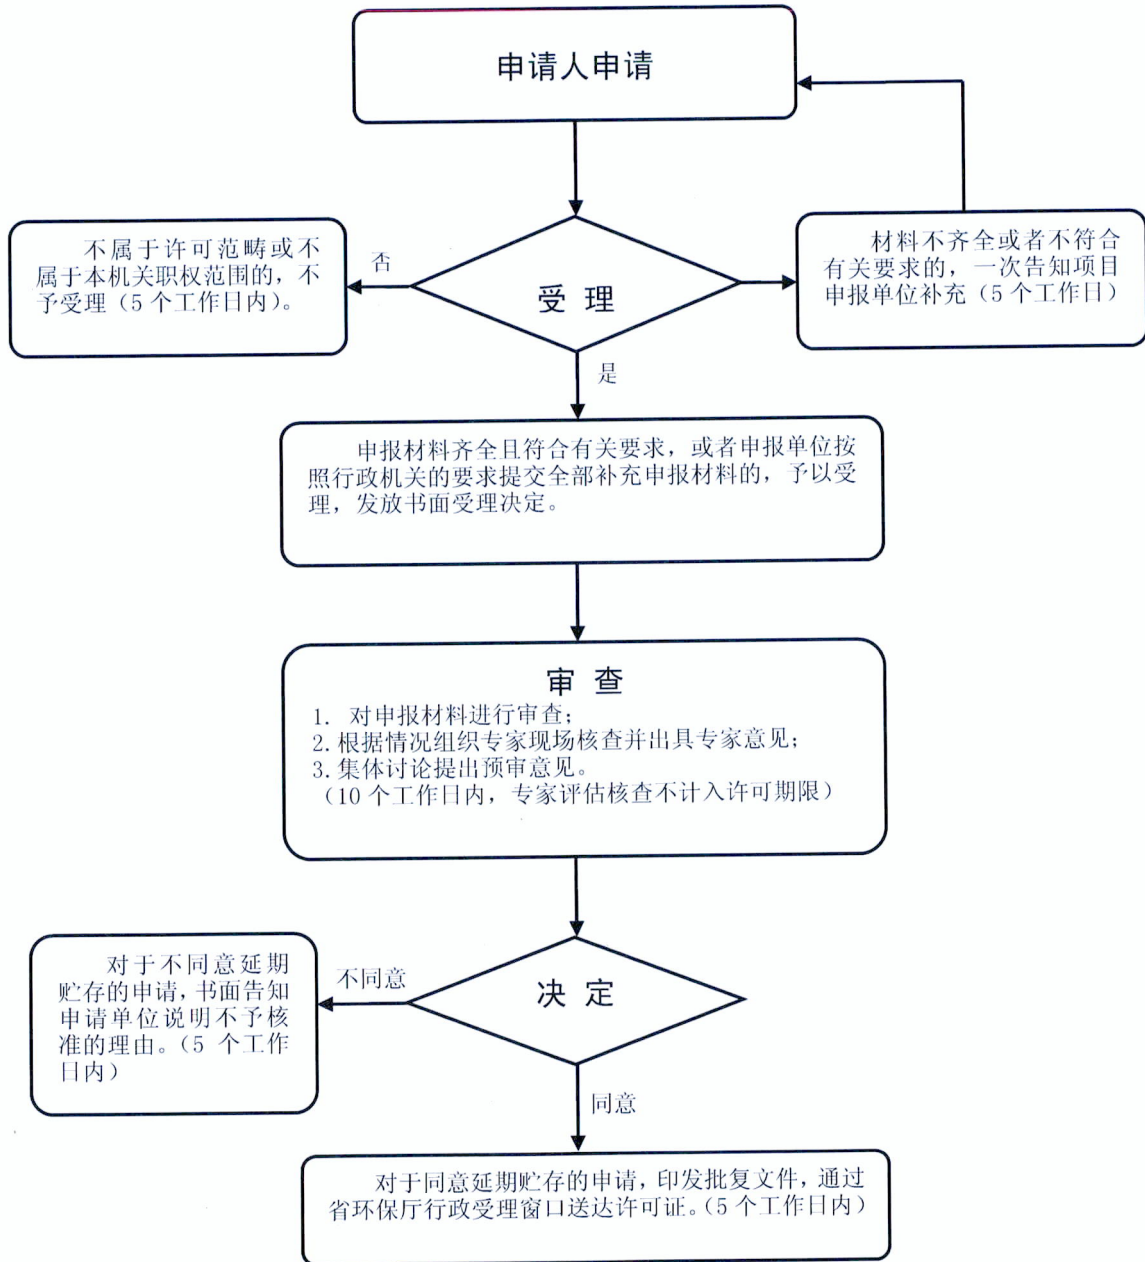 申请人申请
不属于许可范畴或不
属于本机关职权范围的，不
予受理（5个工作日内）。
否
受 理
材料不齐全或者不符合
有关要求的，一次告知项目
申报单位补充（5个工作日）
是
申报材料齐全且符合有关要求，或者申报单位按
照行政机关的要求提交全部补充申报材料的，予以受
理，发放书面受理决定。
审 查
1. 对申报材料进行审查；
2.根据情况组织专家现场核查并出具专家意见；
3.集体讨论提出预审意见。
（10个工作日内，专家评估核查不计入许可期限）
对于不同意延期
贮存的申请，书面告知
申请单位说明不予核
准的理由。（5 个工作
日内）
不同意
决 定
同意
对于同意延期贮存的申请，印发批复文件，通过
省环保厅行政受理窗口送达许可证。（5个工作日内）